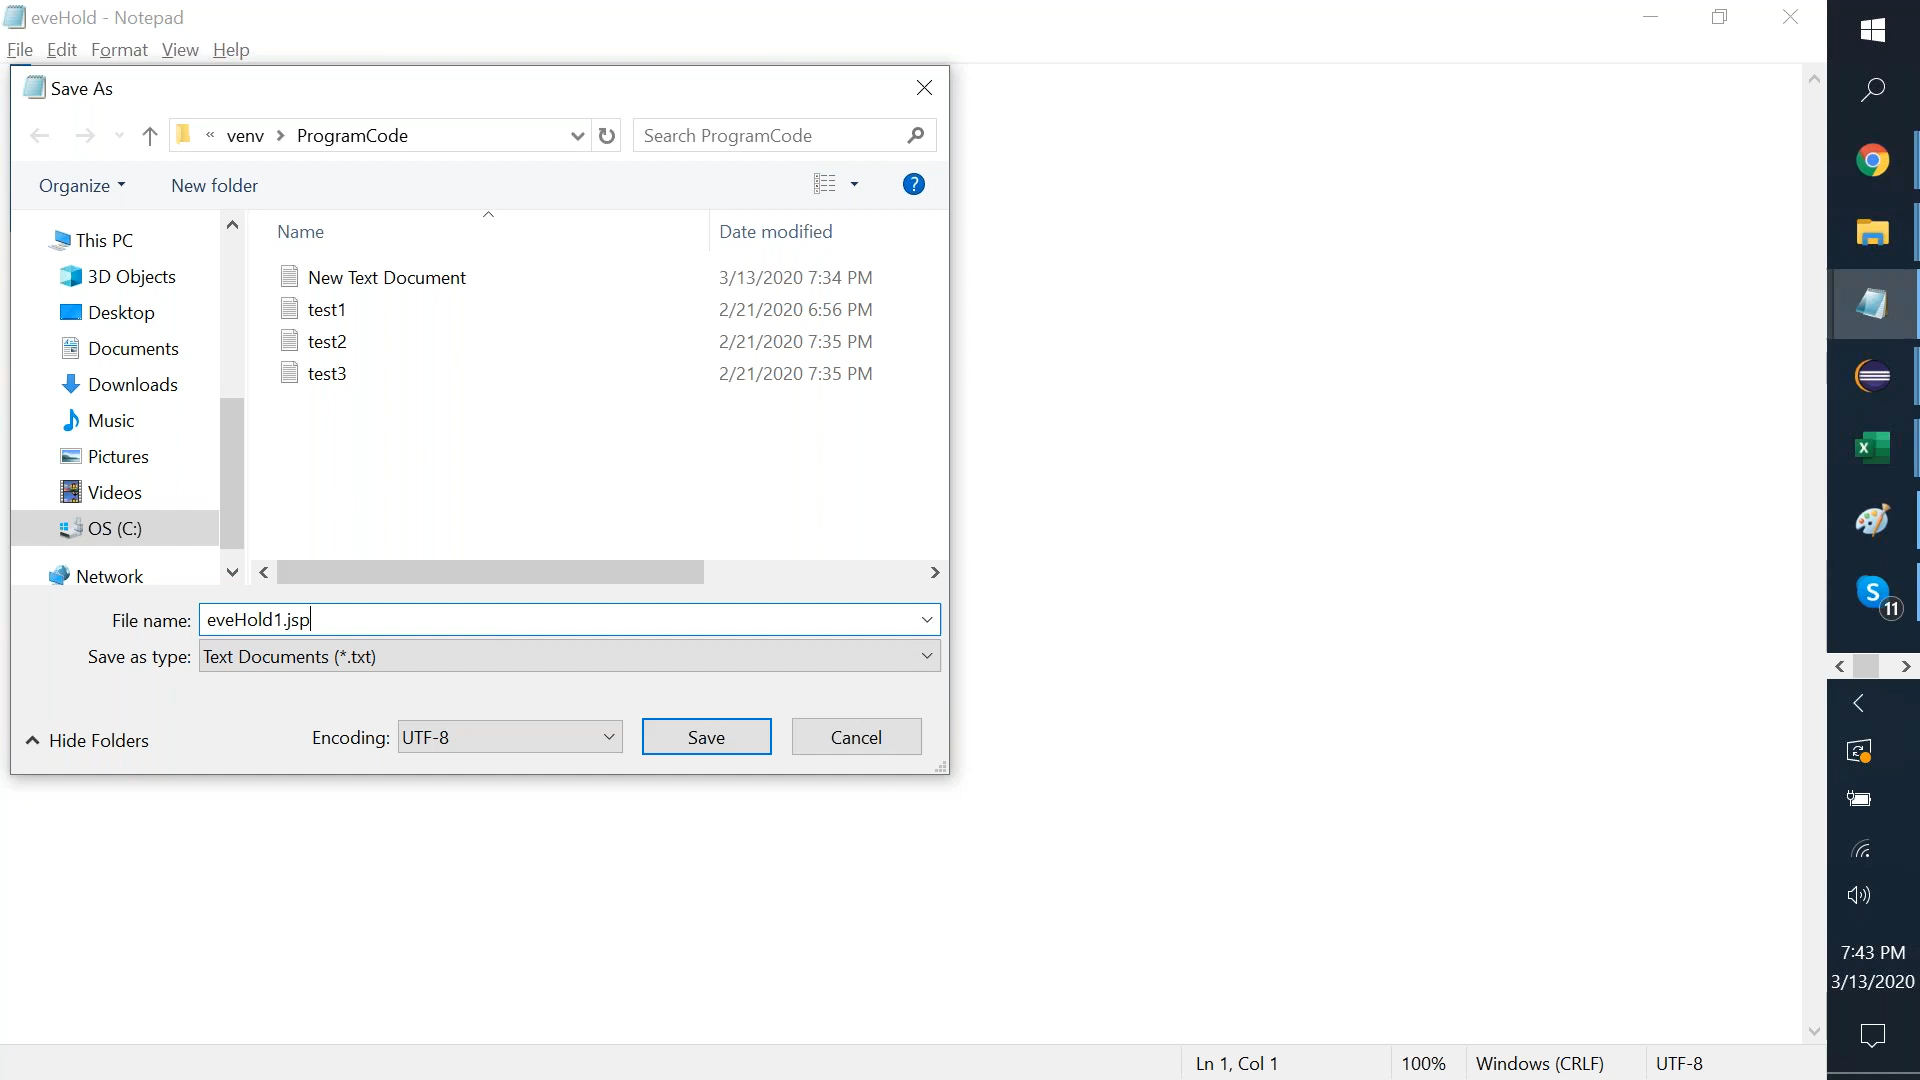 eveHold - Notepad
File Edit Format View Help
Save As
« venv > ProgramCode
Search ProgramCode
Organize New folder
?
This PC
3D Objects
Desktop
Documents
Downloads
Music
Pictures
Videos
OS (C:)
Network
Name Date modified
New Text Document 3/13/2020 7:34 PM
test1 2/21/2020 6:56 PM
test2 2/21/2020 7:35 PM
test3 2/21/2020 7:35 PM
File name: eveHold1.jsp
Save as type: Text Documents (*.txt)
Hide Folders Encoding: UTF-8 Save Cancel
Ln 1, Col 1 100% Windows (CRLF) UTF-8
X
S
11
7:43 PM
3/13/2020